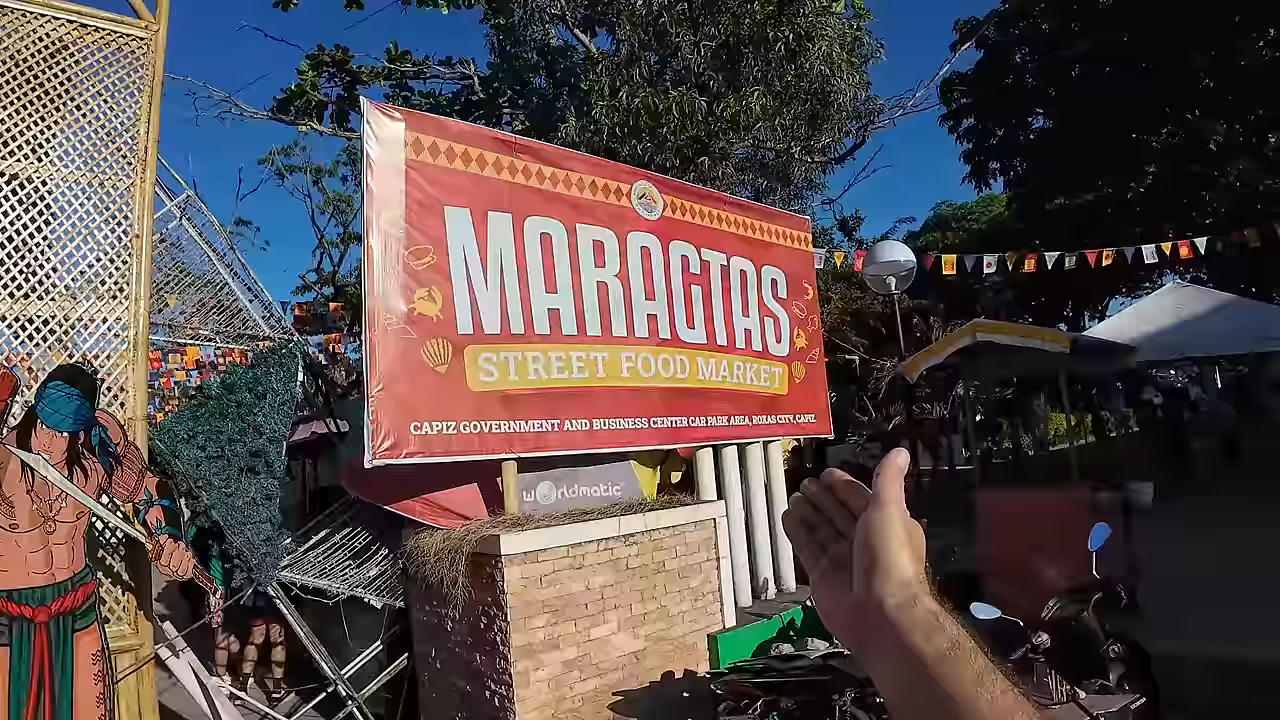 MARAGTAS
STREET FOOD MARKET
CAPIZ GOVERNMENT AND BUSINESS CENTER CAR PARK AREA, ROXAS CITY, CAPIZ
worldmatic